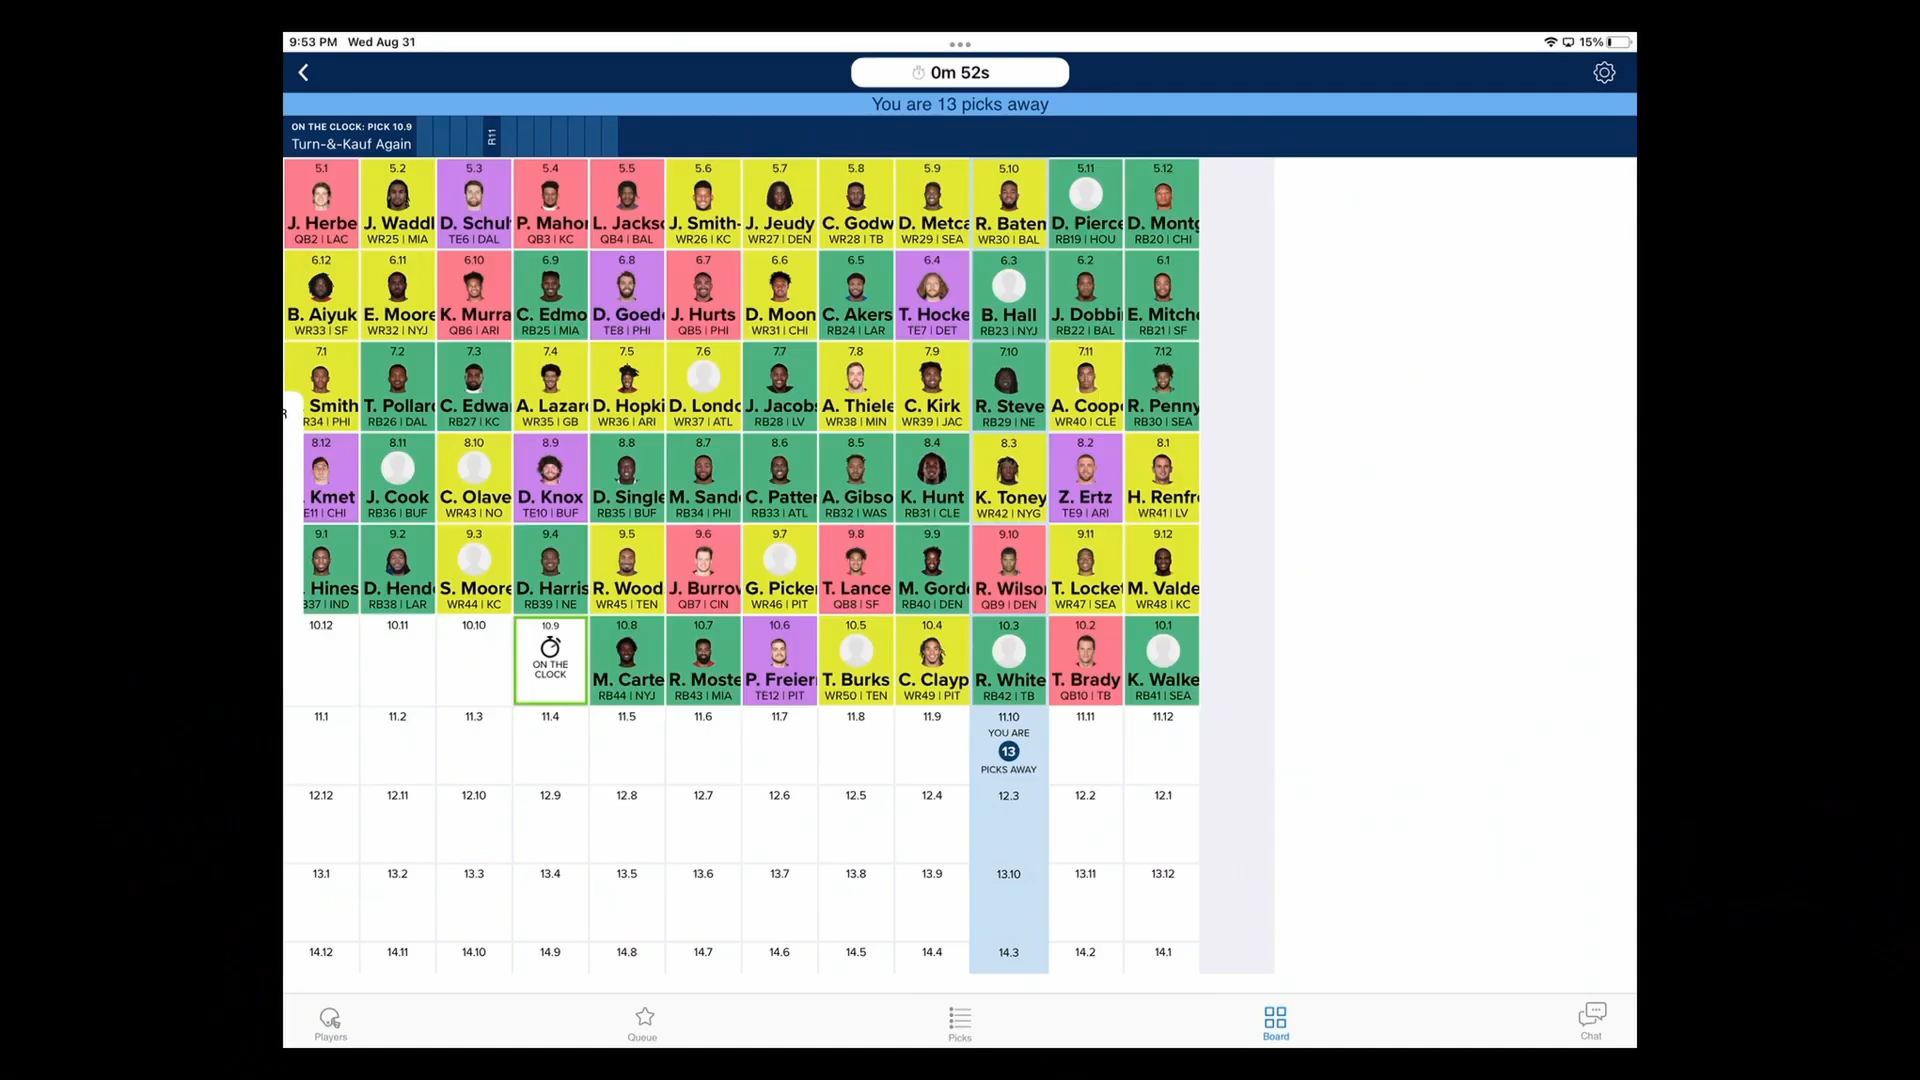 9:53 PM Wed Aug 31
15%
0m 52s
You are 13 picks away
ON THE CLOCK: PICK 10.9
Turn-&-Kauf Again
R11
5.1 5.2 5.3 5.4 5.5 5.6 5.7 5.8 5.9 5.10 5.11 5.12
J. Herbe J. Waddl D. Schul P. Mahor L. Jacksc J. Smith- J. Jeudy C. Godw D. Metca R. Baten D. Pierce D. Montg
QB2 | LAC WR25 | MIA TE6 | DAL QB3 | KC QB4 | BAL WR26 | KC WR27 | DEN WR28 | TB WR29 | SEA WR30 | BAL RB19 | HOU RB20 | CHI
6.12 6.11 6.10 6.9 6.8 6.7 6.6 6.5 6.4 6.3 6.2 6.1
B. Aiyuk E. Moore K. Murra C. Edmo D. Goed J. Hurts D. Moon C. Akers T. Hocke B. Hall J. Dobbi E. Mitch
WR33 | SF WR32 | NYJ QB6 | ARI RB25 | MIA TE8 | PHI QB5 | PHI WR31 | CHI RB24 | LAR TE7 | DET RB23 | NYJ RB22 | BAL RB21 | SF
7.1 7.2 7.3 7.4 7.5 7.6 7.7 7.8 7.9 7.10 7.11 7.12
Smith T. Pollard C. Edwa A. Lazar D. Hopki D. Londo J. Jacobs A. Thiele C. Kirk R. Steve A. Coop R. Penny
R34 | PHI RB26 | DAL RB27 | KC WR35 | GB WR36 | ARI WR37 | ATL RB28 | LV WR38 | MIN WR39 | JAC RB29 | NE WR40 | CLE RB30 | SEA
8.12 8.11 8.10 8.9 8.8 8.7 8.6 8.5 8.4 8.3 8.2 8.1
. Kmet J. Cook C. Olave D. Knox D. Single M. Sand C. Patter A. Gibso K. Hunt K. Toney Z. Ertz H. Renfr
E11 | CHI RB36 | BUF WR43 | NO TE10 | BUF RB35 | BUF RB34 | PHI RB33 | ATL RB32 | WAS RB31 | CLE WR42 | NYG TE9 | ARI WR41 | LV
9.1 9.2 9.3 9.4 9.5 9.6 9.7 9.8 9.9 9.10 9.11 9.12
Hines D. Hend S. Moore D. Harris R. Wood J. Burrov G. Picker T. Lance M. Gord R. Wilson T. Locket M. Valde
B37 | IND RB38 | LAR WR44 | KC RB39 | NE WR45 | TEN QB7 | CIN WR46 | PIT QB8 | SF RB40 | DEN QB9 | DEN WR47 | SEA WR48 | KC
10.12 10.11 10.10 10.9 10.8 10.7 10.6 10.5 10.4 10.3 10.2 10.1
ON THE
CLOCK
M. Carte R. Moste P. Freier T. Burks C. Clayp R. White T. Brady K. Walke
RB44 | NYJ RB43 | MIA TE12 | PIT WR50 | TEN WR49 | PIT RB42 | TB QB10 | TB RB41 | SEA
11.1 11.2 11.3 11.4 11.5 11.6 11.7 11.8 11.9 11.10 11.11 11.12
YOU ARE
13
PICKS AWAY
12.12 12.11 12.10 12.9 12.8 12.7 12.6 12.5 12.4 12.3 12.2 12.1
13.1 13.2 13.3 13.4 13.5 13.6 13.7 13.8 13.9 13.10 13.11 13.12
14.12 14.11 14.10 14.9 14.8 14.7 14.6 14.5 14.4 14.3 14.2 14.1
Players Queue Picks Board Chat